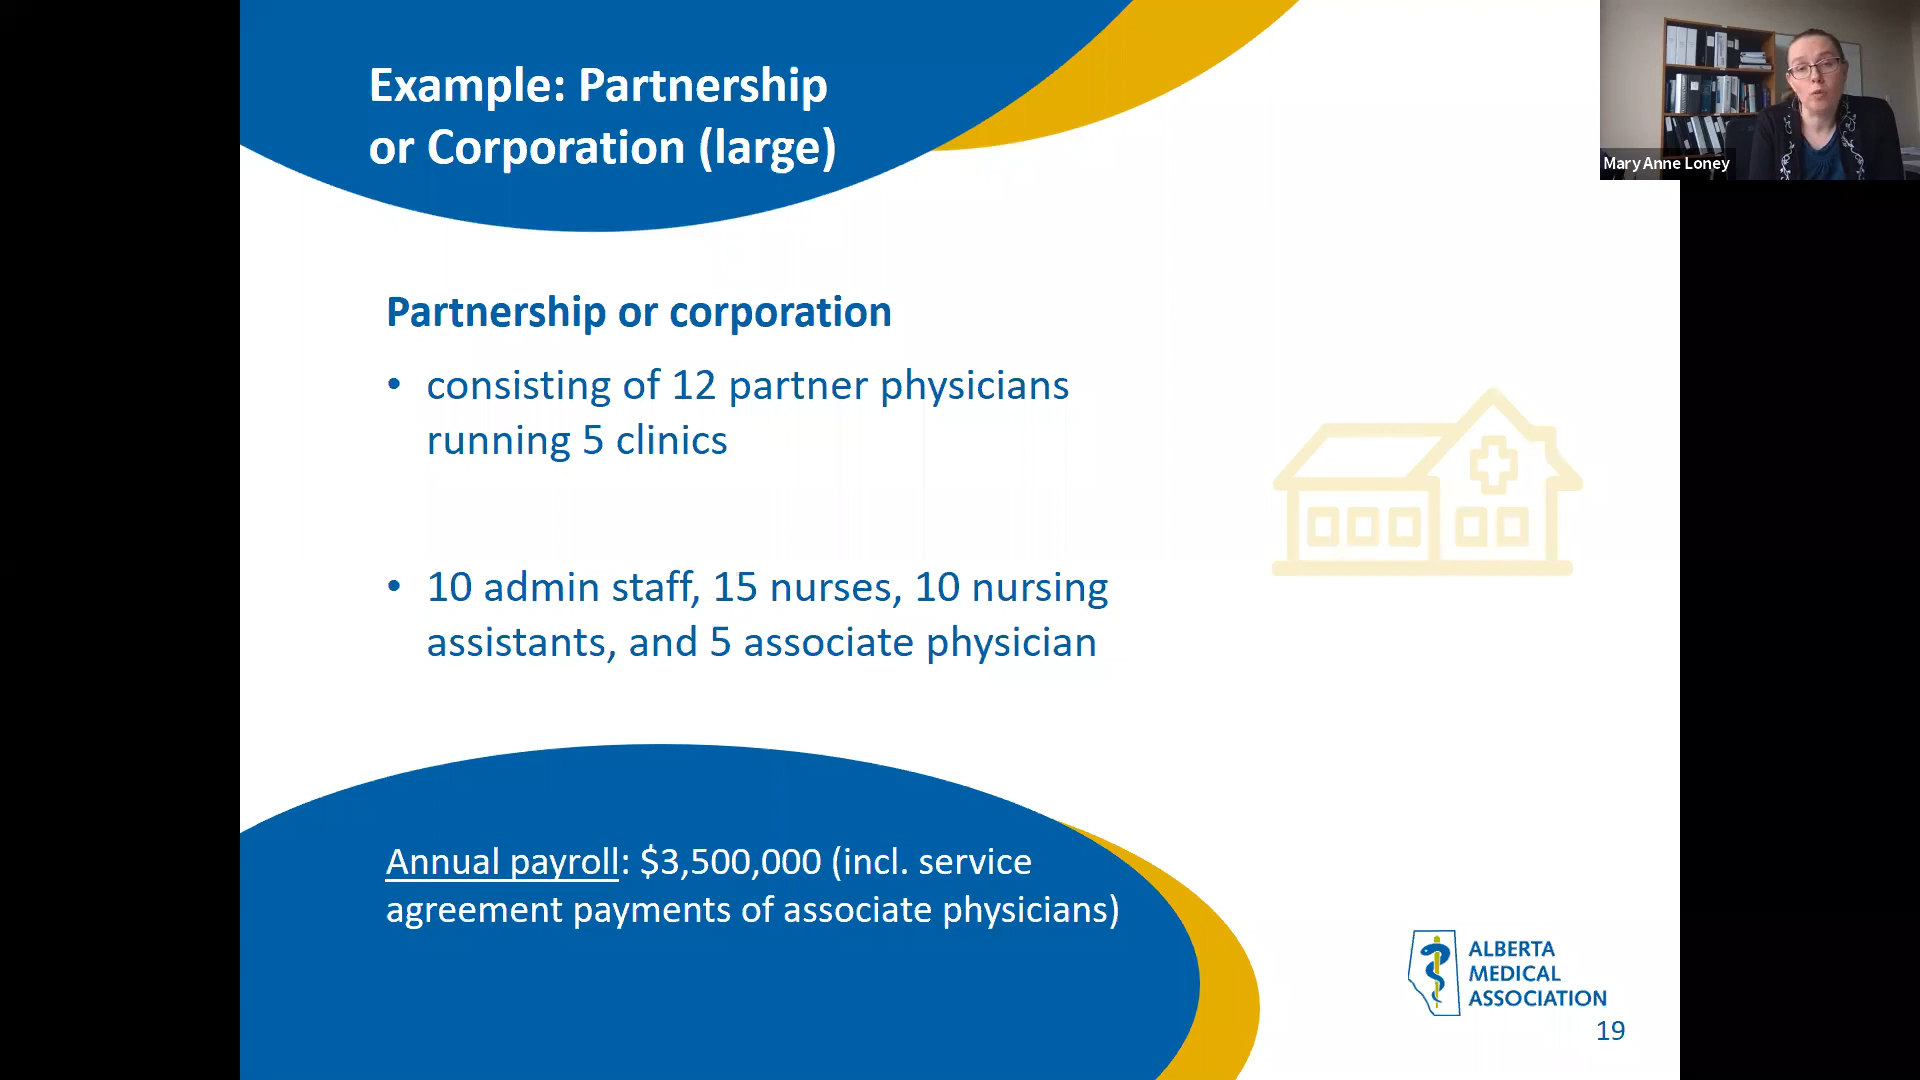 Example: Partnership
or Corporation (large)
Mary Anne Loney
Partnership or corporation
• consisting of 12 partner physicians
running 5 clinics
• 10 admin staff, 15 nurses, 10 nursing
assistants, and 5 associate physician
Annual payroll: $3,500,000 (incl. service
agreement payments of associate physicians)
ALBERTA
MEDICAL
ASSOCIATION
19